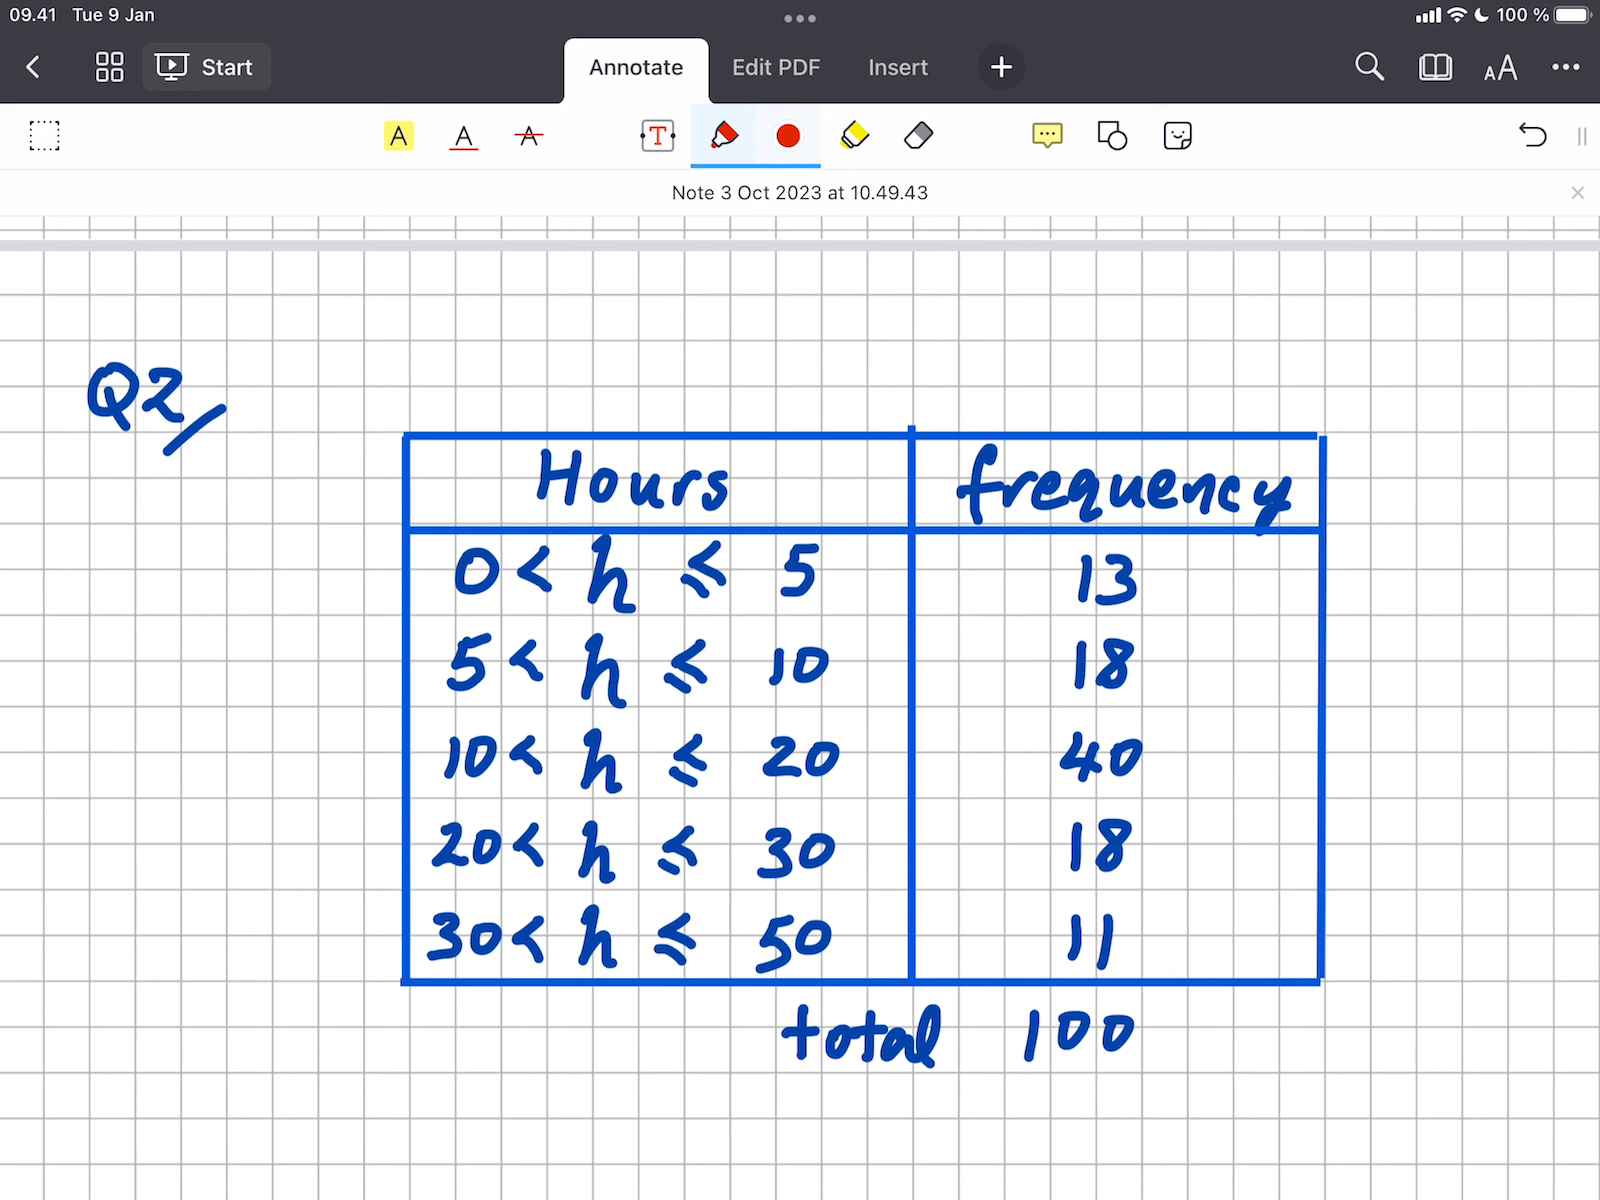 09.41 Tue 9 Jan 100 %
Start Annotate Edit PDF Insert
A A A T AA
Note 3 Oct 2023 at 10.49.43
Q2/
Hours frequency
0 < h ⩽ 5 13
5 < h ⩽ 10 18
10 < h ⩽ 20 40
20 < h ⩽ 30 18
30 < h ⩽ 50 11
total 100